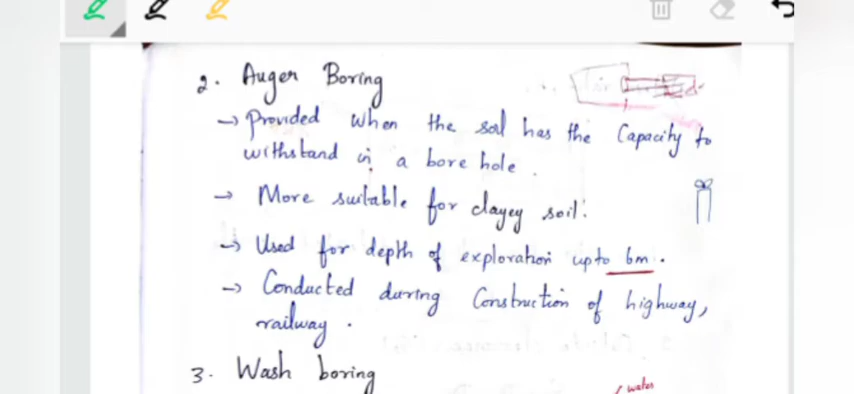 2. Auger Boring
→ Provided when the soil has the Capacity to
withstand in a bore hole.
→ More suitable for clayey soil.
→ Used for depth of exploration upto 6m.
→ Conducted during Construction of highway,
railway.
3. Wash boring
water